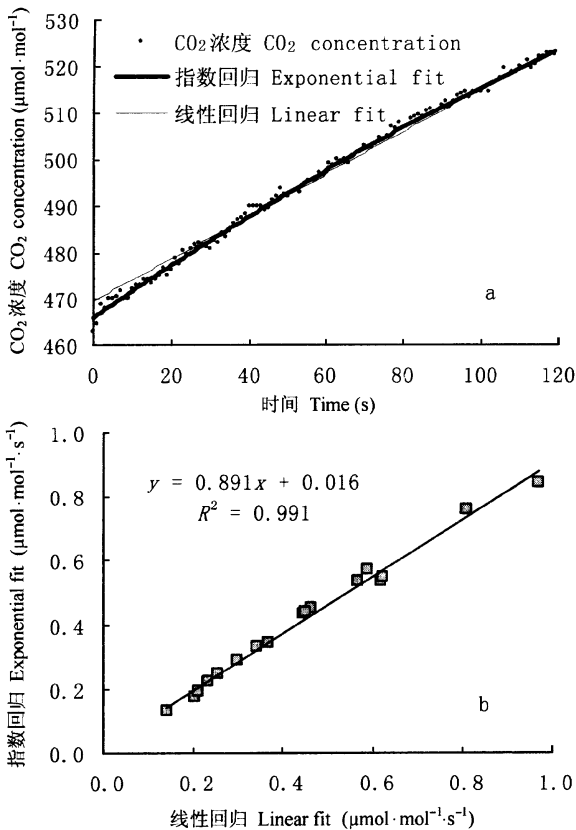 CO₂浓度 CO₂ concentration (μmol·mol⁻¹)
530
520
510
500
490
480
470
460
CO2浓度 CO2 concentration
指数回归 Exponential fit
线性回归 Linear fit
a
0 20 40 60 80 100 120
时间 Time (s)
指数回归 Exponential fit (μmol·mol⁻¹·s⁻¹)
1.0
0.8
0.6
0.4
0.2
0.0
y = 0.891x + 0.016
R² = 0.991
b
0.0 0.2 0.4 0.6 0.8 1.0
线性回归 Linear fit (μmol·mol⁻¹·s⁻¹)